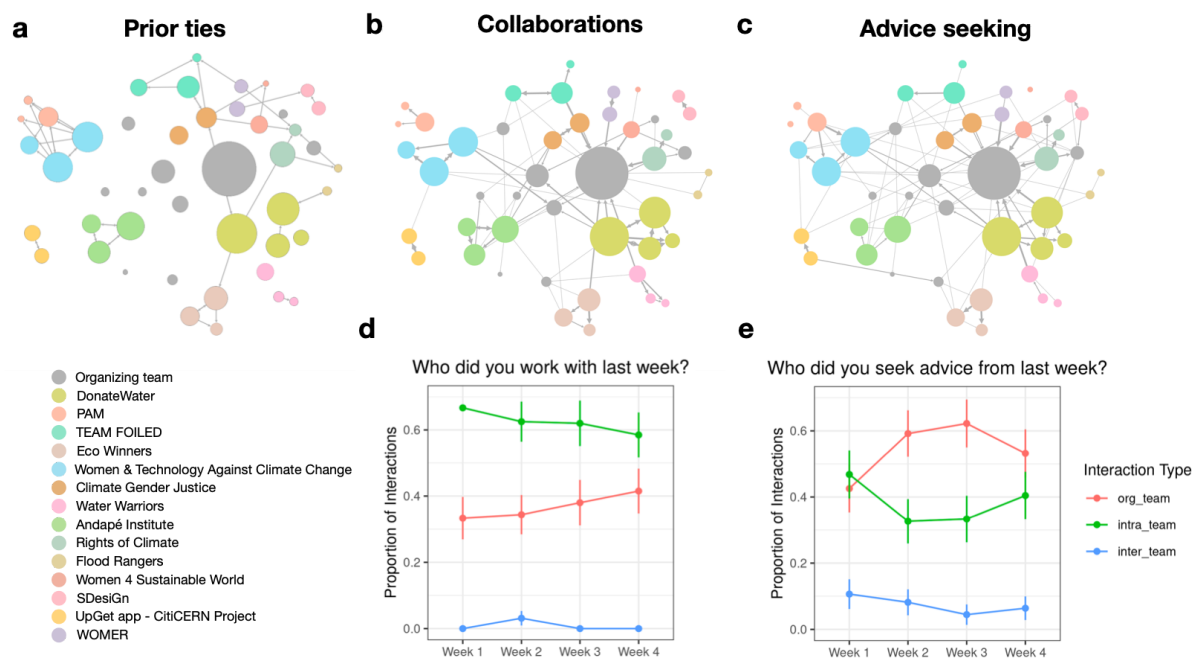 a
Prior ties
b
Collaborations
c
Advice seeking
Organizing team
DonateWater
PAM
TEAM FOILED
Eco Winners
Women & Technology Against Climate Change
Climate Gender Justice
Water Warriors
Andapé Institute
Rights of Climate
Flood Rangers
Women 4 Sustainable World
SDesiGn
UpGet app - CitiCERN Project
WOMER
d
Who did you work with last week?
Proportion of Interactions
0.6
0.4
0.2
0.0
Week 1
Week 2
Week 3
Week 4
e
Who did you seek advice from last week?
Proportion of Interactions
0.6
0.4
0.2
0.0
Week 1
Week 2
Week 3
Week 4
Interaction Type
org_team
intra_team
inter_team